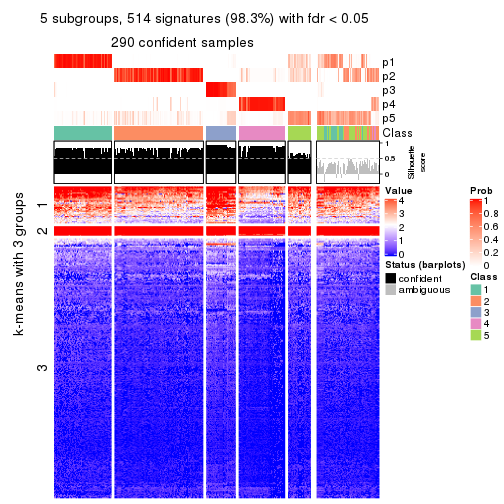 5 subgroups, 514 signatures (98.3%) with fdr < 0.05
290 confident samples
p1
p2
p3
p4
p5
Class
1
0.5
0
Silhouette
score
k-means with 3 groups
1
2
3
Value
4
3
2
1
0
Status (barplots)
confident
ambiguous
Prob
1
0.8
0.6
0.4
0.2
0
Class
1
2
3
4
5